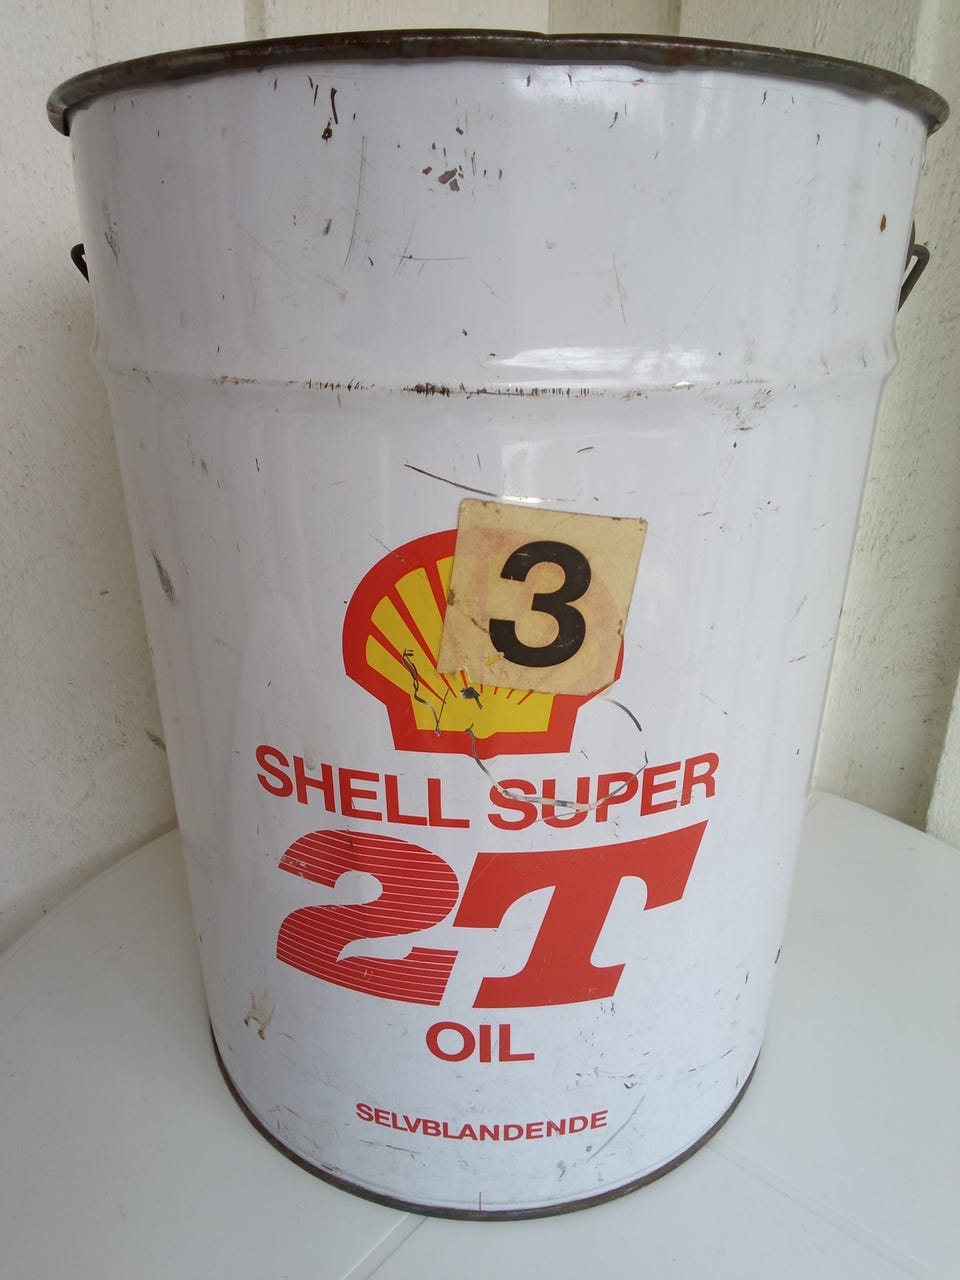 3
SHELL SUPER
2T
OIL
SELVBLANDENDE